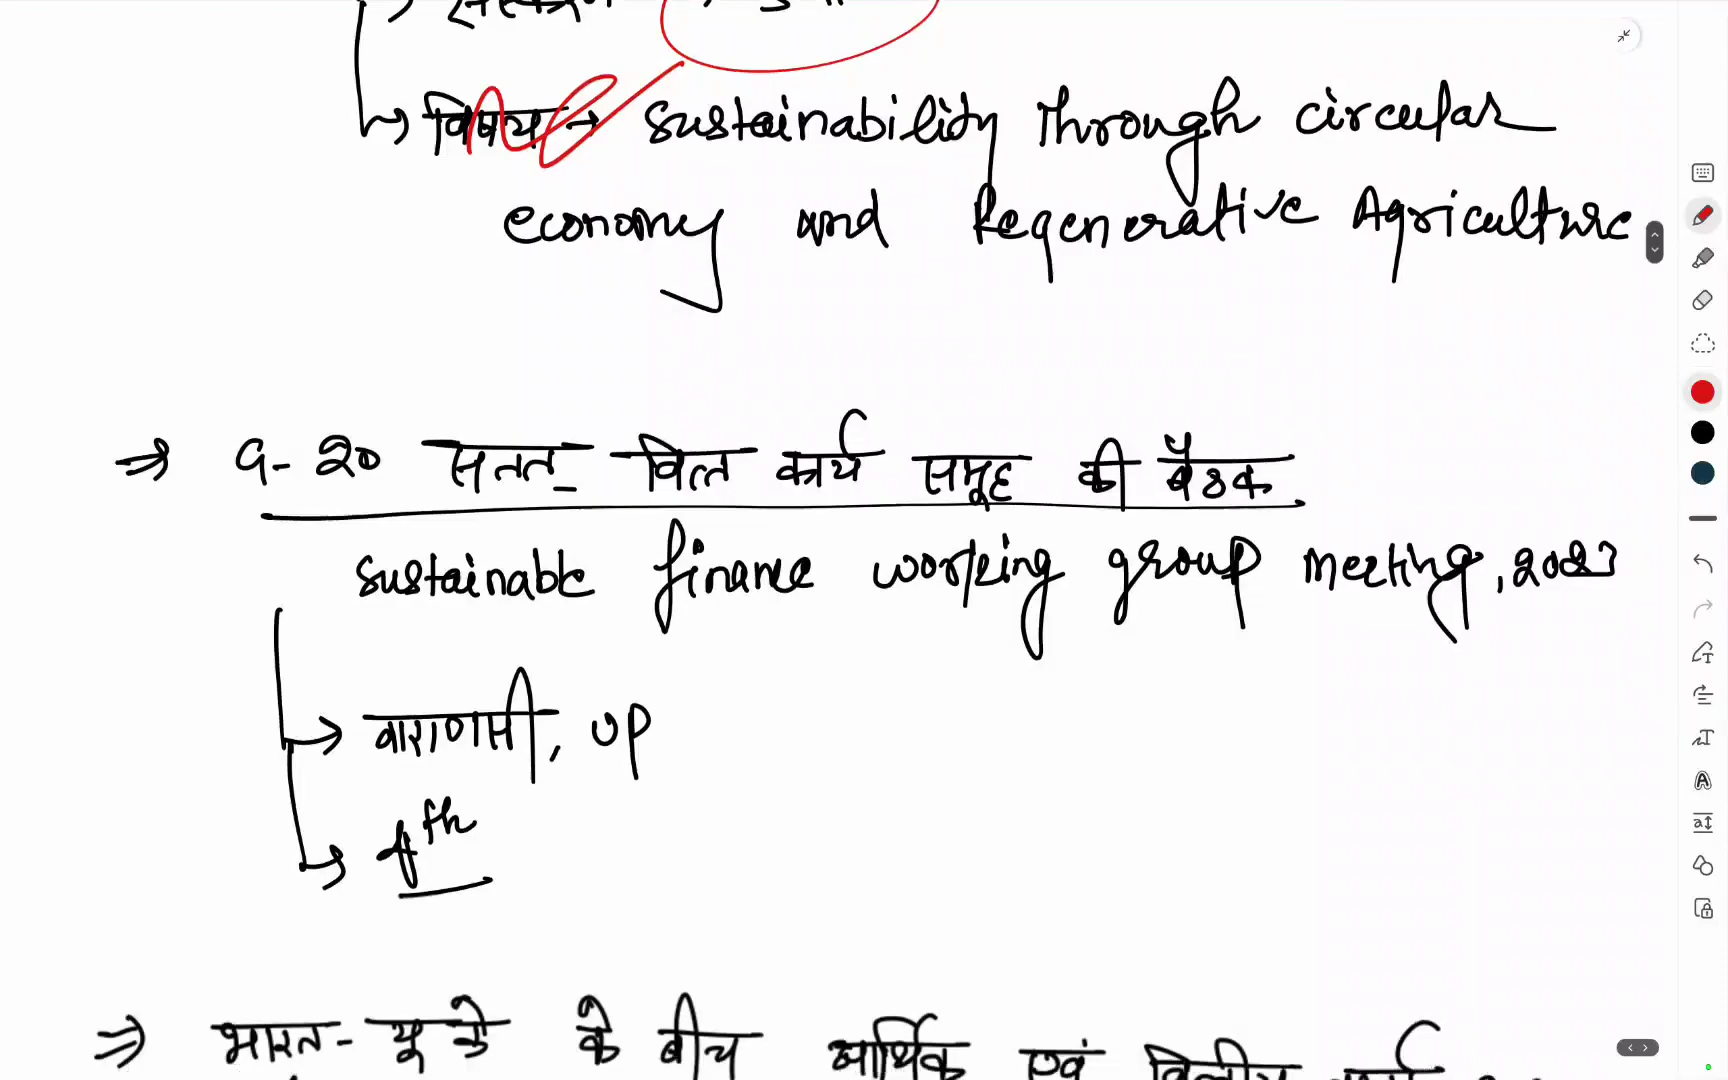 विषय → sustainability Through circular
economy and Regenerative Agriculture
⇒ G-20 सतत वित्त कार्य समूह की बैठक
sustainable finance working group meeting, 2023
→ वाराणसी, UP
→ 4th
⇒ भारत - यू के के बीच आर्थिक एवं वित्तीय